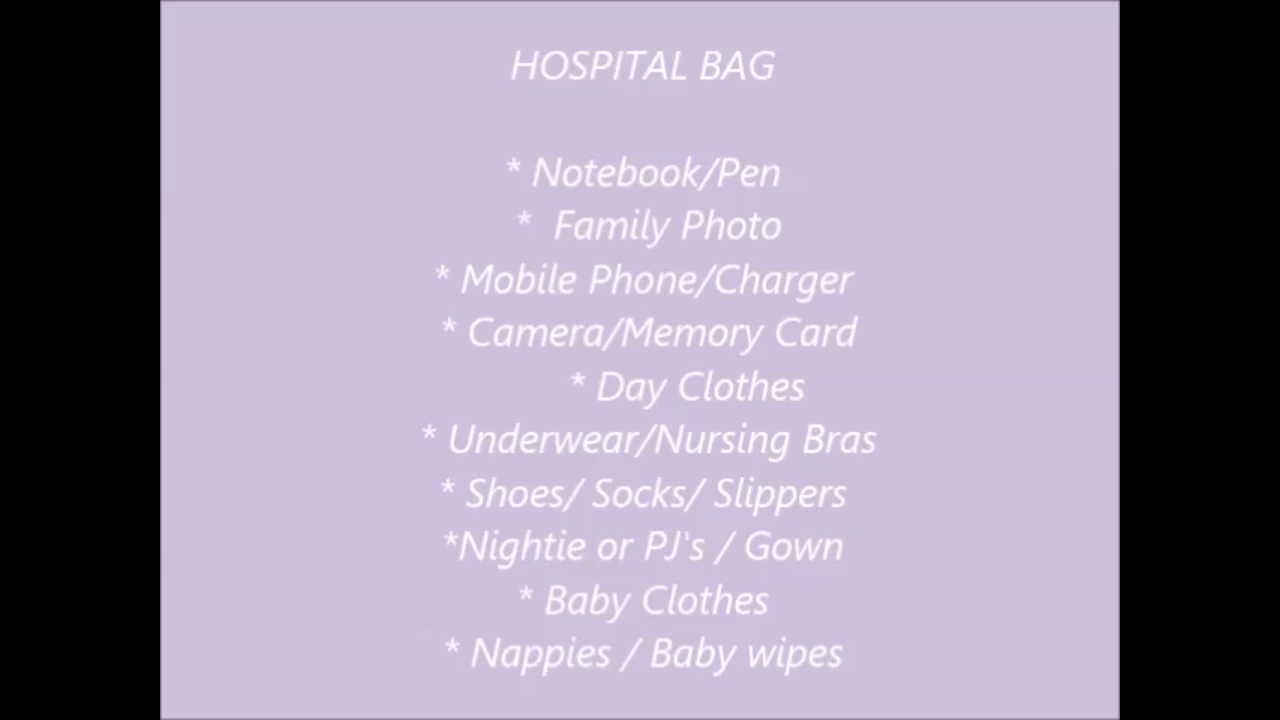 HOSPITAL BAG
* Notebook/Pen
*  Family Photo
* Mobile Phone/Charger
* Camera/Memory Card
* Day Clothes
* Underwear/Nursing Bras
* Shoes/ Socks/ Slippers
*Nightie or PJ's / Gown
* Baby Clothes
* Nappies / Baby wipes